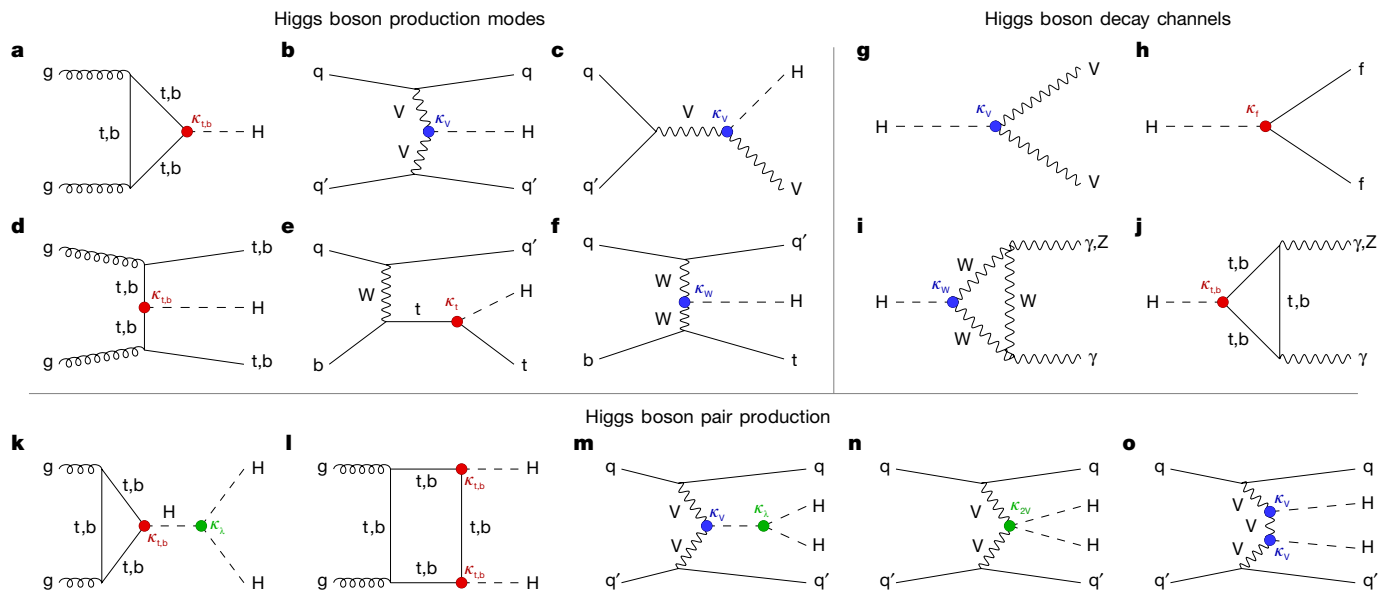 Higgs boson production modes
Higgs boson decay channels
a
g
t,b
t,b
κt,b
H
t,b
g
b
q
q
V
κV
H
V
q′
q′
c
q
H
V
κV
q′
V
g
V
κV
H
V
h
f
κf
H
f
d
g
t,b
t,b
κt,b
H
t,b
g
t,b
e
q
q′
H
W
t
κt
b
t
f
q
q′
W
κW
H
W
b
t
i
γ,Z
W
κW
H
W
W
γ
j
γ,Z
t,b
κt,b
H
t,b
t,b
γ
Higgs boson pair production
k
g
H
t,b
H
t,b
κλ
κt,b
t,b
g
H
l
g
H
t,b
κt,b
t,b
t,b
t,b
κt,b
g
H
m
q
q
V
κV
H
κλ
V
H
q′
q′
n
q
q
V
κ2V
H
V
H
q′
q′
o
q
q
V
κV
H
V
V
κV
H
q′
q′